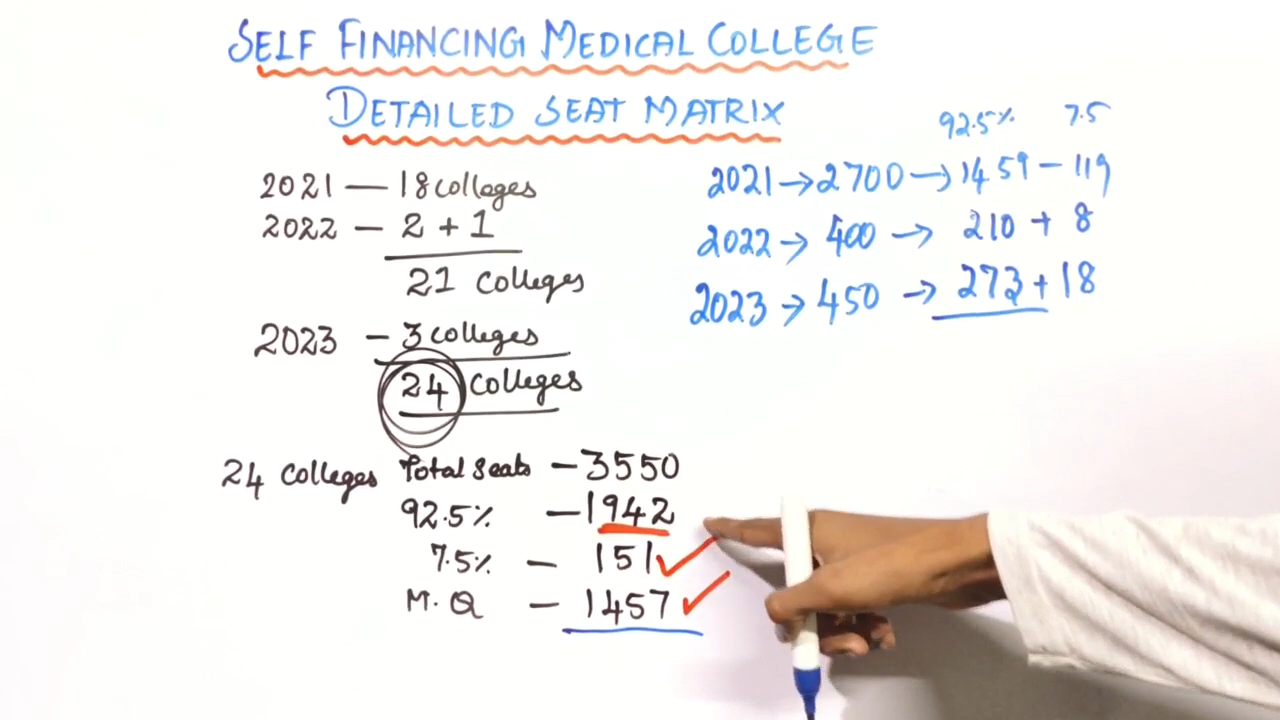 SELF FINANCING MEDICAL COLLEGE
DETAILED SEAT MATRIX
2021 — 18 colleges
2022 — 2 + 1
21 colleges
2023 — 3 colleges
24 colleges
92.5% 7.5
2021 → 2700 → 1459 — 119
2022 → 400 → 210 + 8
2023 → 450 → 273 + 18
24 colleges Total Seats — 3550
92.5% — 1942
7.5% — 151
M.Q — 1457